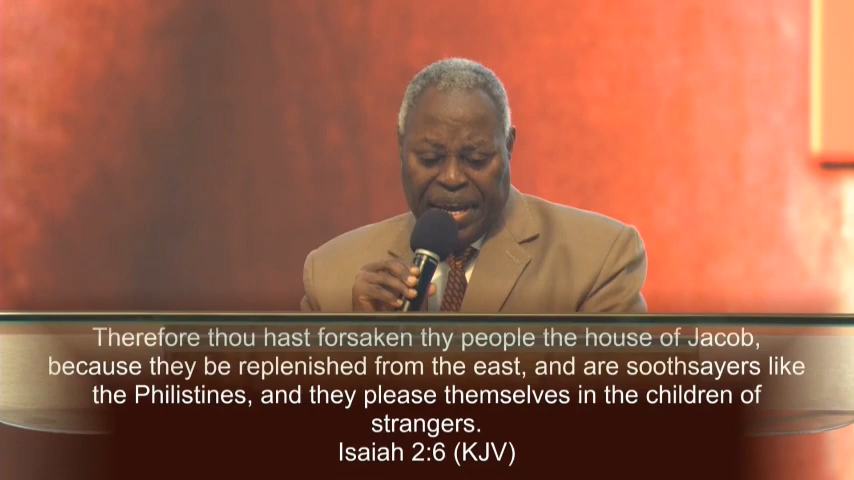 Therefore thou hast forsaken thy people the house of Jacob,
because they be replenished from the east, and are soothsayers like
the Philistines, and they please themselves in the children of
strangers.
Isaiah 2:6 (KJV)